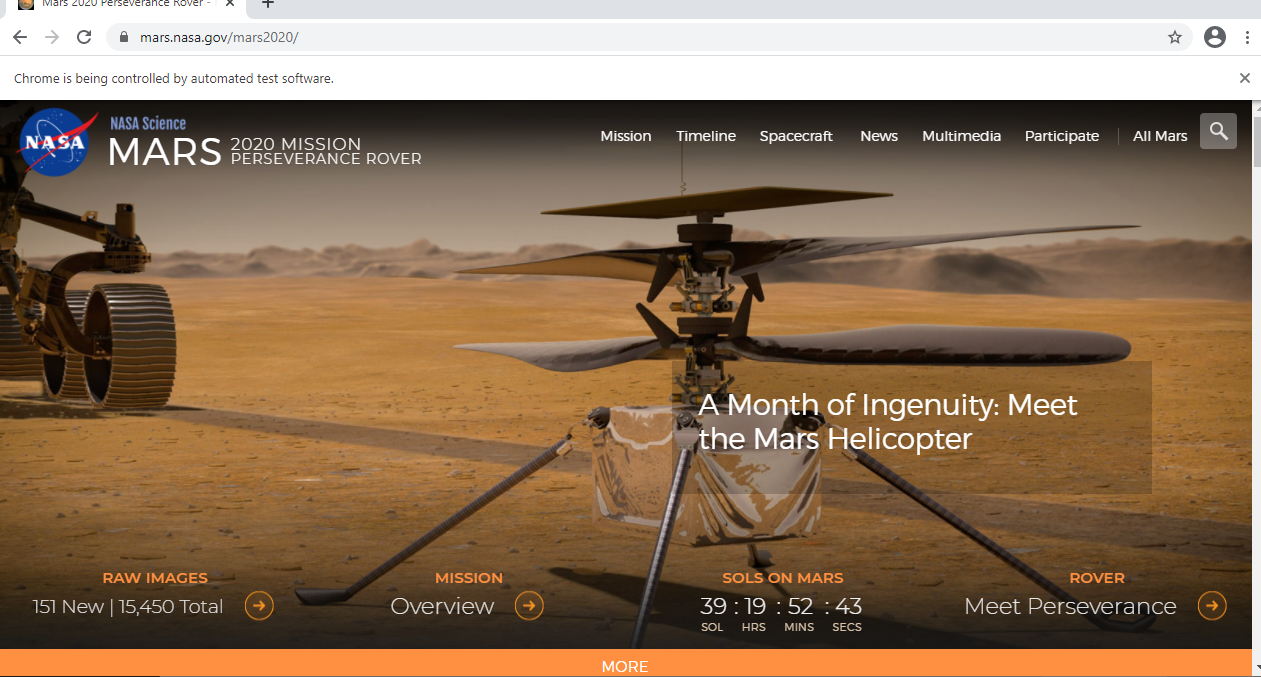 Mars 2020 Perseverance Rover -
mars.nasa.gov/mars2020/
Chrome is being controlled by automated test software.
NASA
NASA Science
MARS 2020 MISSION
PERSEVERANCE ROVER
Mission Timeline Spacecraft News Multimedia Participate All Mars
A Month of Ingenuity: Meet
the Mars Helicopter
RAW IMAGES
151 New | 15,450 Total
MISSION
Overview
SOLS ON MARS
39 : 19 : 52 : 43
SOL HRS MINS SECS
ROVER
Meet Perseverance
MORE